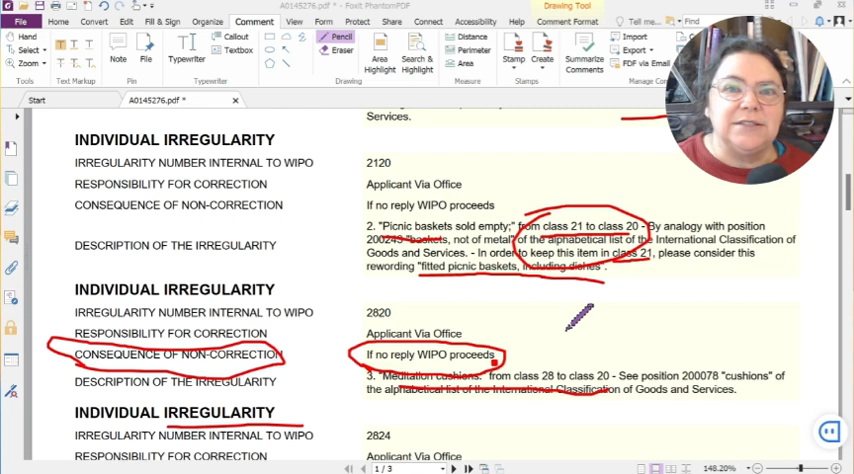 A0145276.pdf * - Foxit PhantomPDF
Drawing Tool
File Home Convert Edit Fill & Sign Organize Comment View Form Protect Share Connect Accessibility Help Comment Format Tell me... Find
Hand
Select
Zoom
Tools
Text Markup
Note
File
Pin
Typewriter
Callout
Textbox
Typewriter
Pencil
Eraser
Drawing
Area Highlight
Search & Highlight
Measure
Distance
Perimeter
Area
Stamp
Create
Stamps
Summarize Comments
Import
Export
FDF via Email
Manage Co
Start
A0145276.pdf *
Services.
INDIVIDUAL IRREGULARITY
IRREGULARITY NUMBER INTERNAL TO WIPO 2120
RESPONSIBILITY FOR CORRECTION Applicant Via Office
CONSEQUENCE OF NON-CORRECTION If no reply WIPO proceeds
DESCRIPTION OF THE IRREGULARITY
2. "Picnic baskets sold empty;" from class 21 to class 20 - By analogy with position
200243 "baskets, not of metal" of the alphabetical list of the International Classification of
Goods and Services. - In order to keep this item in class 21, please consider this
rewording "fitted picnic baskets, including dishes".
INDIVIDUAL IRREGULARITY
IRREGULARITY NUMBER INTERNAL TO WIPO 2820
RESPONSIBILITY FOR CORRECTION Applicant Via Office
CONSEQUENCE OF NON-CORRECTION If no reply WIPO proceeds
DESCRIPTION OF THE IRREGULARITY
3. "Meditation cushions." from class 28 to class 20 - See position 200078 "cushions" of
the alphabetical list of the International Classification of Goods and Services.
INDIVIDUAL IRREGULARITY
IRREGULARITY NUMBER INTERNAL TO WIPO 2824
RESPONSIBILITY FOR CORRECTION Applicant Via Office
1 / 3
148.20%